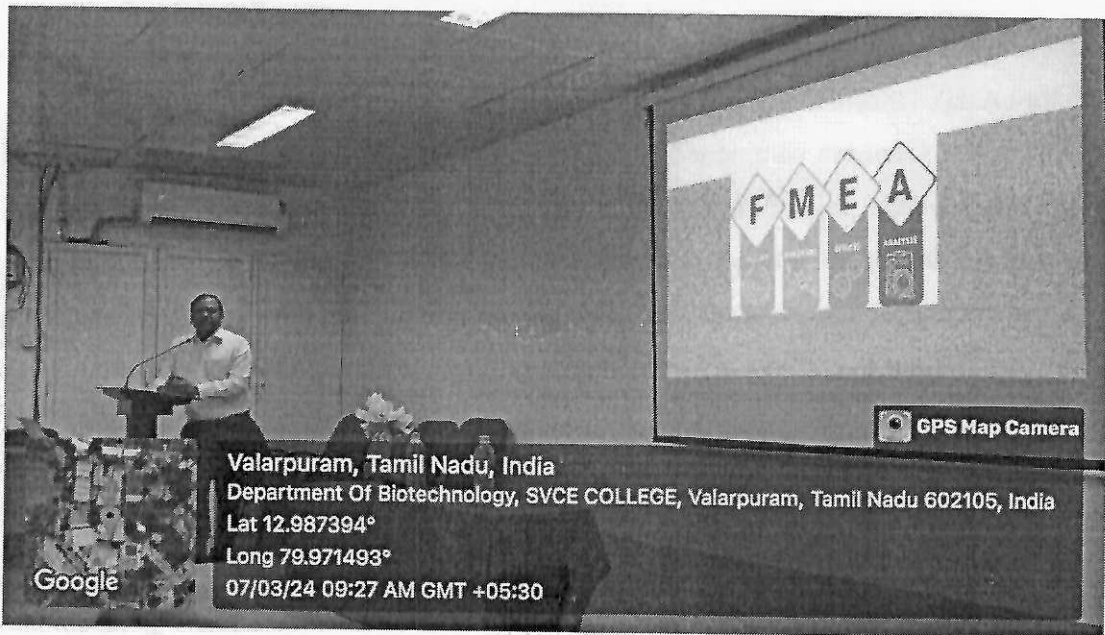 F M E A
ANALYSIS
GPS Map Camera
Valarpuram, Tamil Nadu, India
Department Of Biotechnology, SVCE COLLEGE, Valarpuram, Tamil Nadu 602105, India
Lat 12.987394°
Long 79.971493°
07/03/24 09:27 AM GMT +05:30
Google